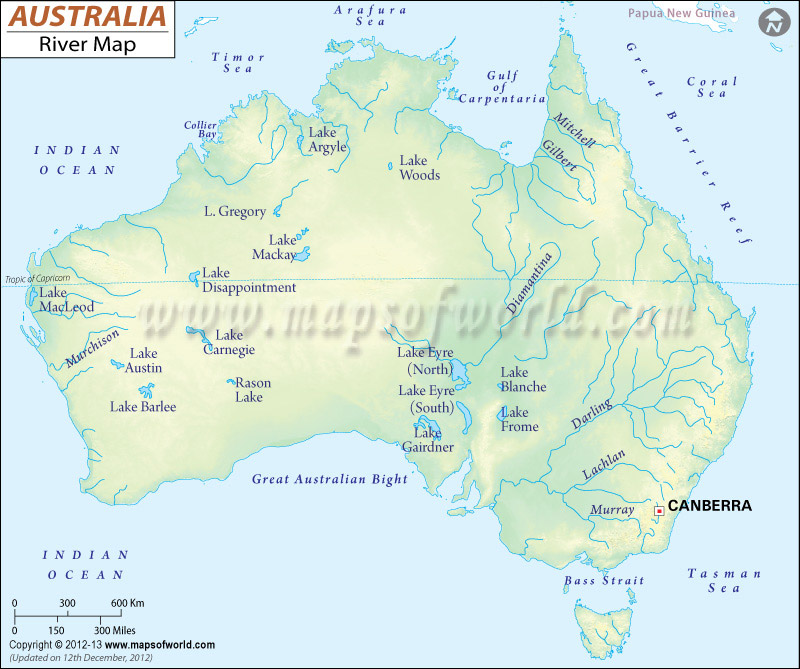 AUSTRALIA
River Map
Arafura
Sea
Papua New Guinea
N
Timor
Sea
Gulf
of
Carpentaria
Coral
Sea
Great Barrier Reef
Collier
Bay
INDIAN
OCEAN
Lake
Argyle
Lake
Woods
Mitchell
Gilbert
L. Gregory
Lake
Mackay
Tropic of Capricorn
Lake
Disappointment
Diamantina
Lake
MacLeod
www.mapsofworld.com
Murchison
Lake
Carnegie
Lake
Austin
Lake Eyre
(North)
Rason
Lake
Lake Barlee
Lake Eyre
(South)
Lake
Blanche
Lake
Frome
Darling
Lake
Gairdner
Lachlan
Great Australian Bight
Murray
CANBERRA
INDIAN
OCEAN
Bass Strait
Tasman
Sea
0 300 600 Km
0 150 300 Miles
Copyright © 2012-13 www.mapsofworld.com
(Updated on 12th December, 2012)